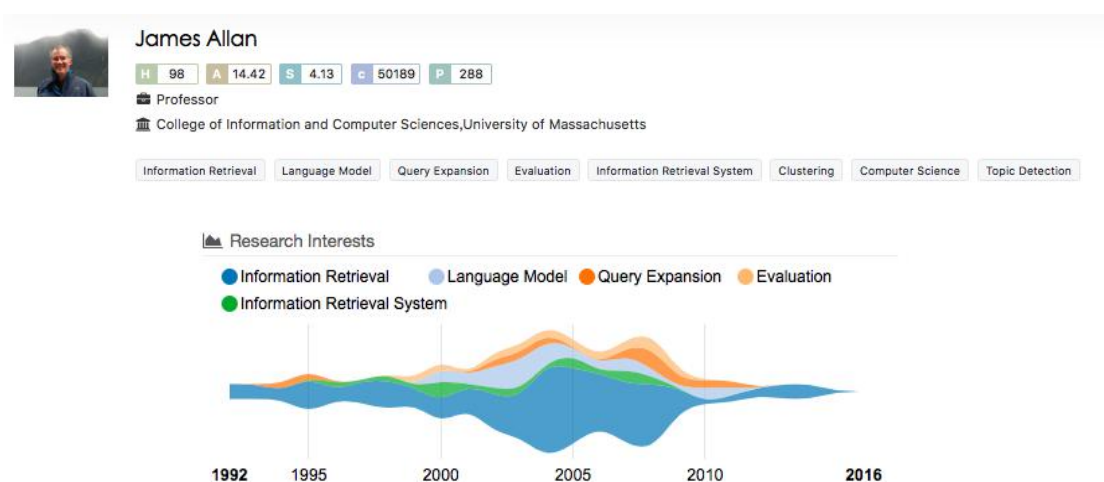 James Allan
H 98 A 14.42 S 4.13 c 50189 P 288
Professor
College of Information and Computer Sciences,University of Massachusetts
Information Retrieval Language Model Query Expansion Evaluation Information Retrieval System Clustering Computer Science Topic Detection
Research Interests
Information Retrieval Language Model Query Expansion Evaluation
Information Retrieval System
1992 1995 2000 2005 2010 2016